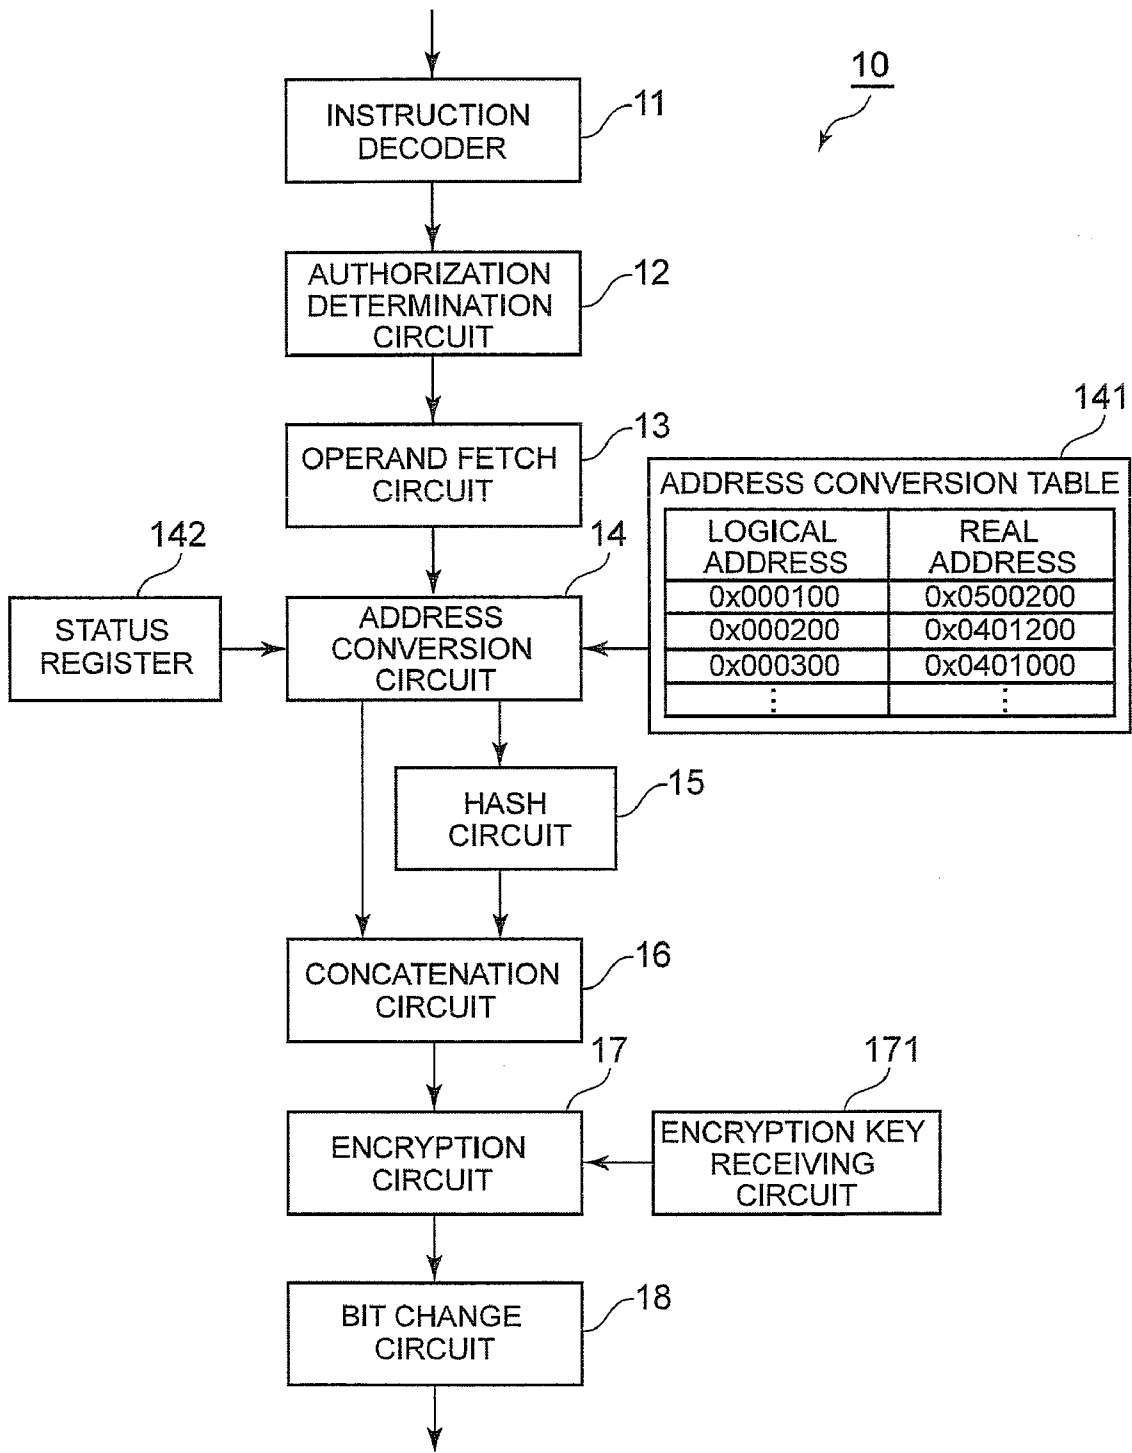 10
11
INSTRUCTION
DECODER
12
AUTHORIZATION
DETERMINATION
CIRCUIT
13
OPERAND FETCH
CIRCUIT
141
ADDRESS CONVERSION TABLE
LOGICAL ADDRESS
REAL ADDRESS
0x000100 0x0500200
0x000200 0x0401200
0x000300 0x0401000
⋮ ⋮
142
STATUS
REGISTER
14
ADDRESS
CONVERSION
CIRCUIT
15
HASH
CIRCUIT
16
CONCATENATION
CIRCUIT
17
ENCRYPTION
CIRCUIT
171
ENCRYPTION KEY
RECEIVING
CIRCUIT
18
BIT CHANGE
CIRCUIT